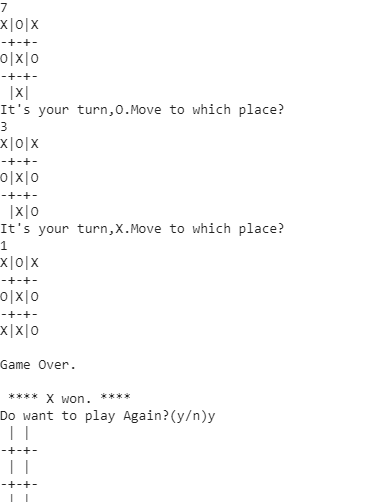 7
X|O|X
-+-+-
O|X|O
-+-+-
 |X|
It's your turn,O.Move to which place?
3
X|O|X
-+-+-
O|X|O
-+-+-
 |X|O
It's your turn,X.Move to which place?
1
X|O|X
-+-+-
O|X|O
-+-+-
X|X|O
Game Over.
 **** X won. ****
Do want to play Again?(y/n)y
 | |
-+-+-
 | |
-+-+-
 | |